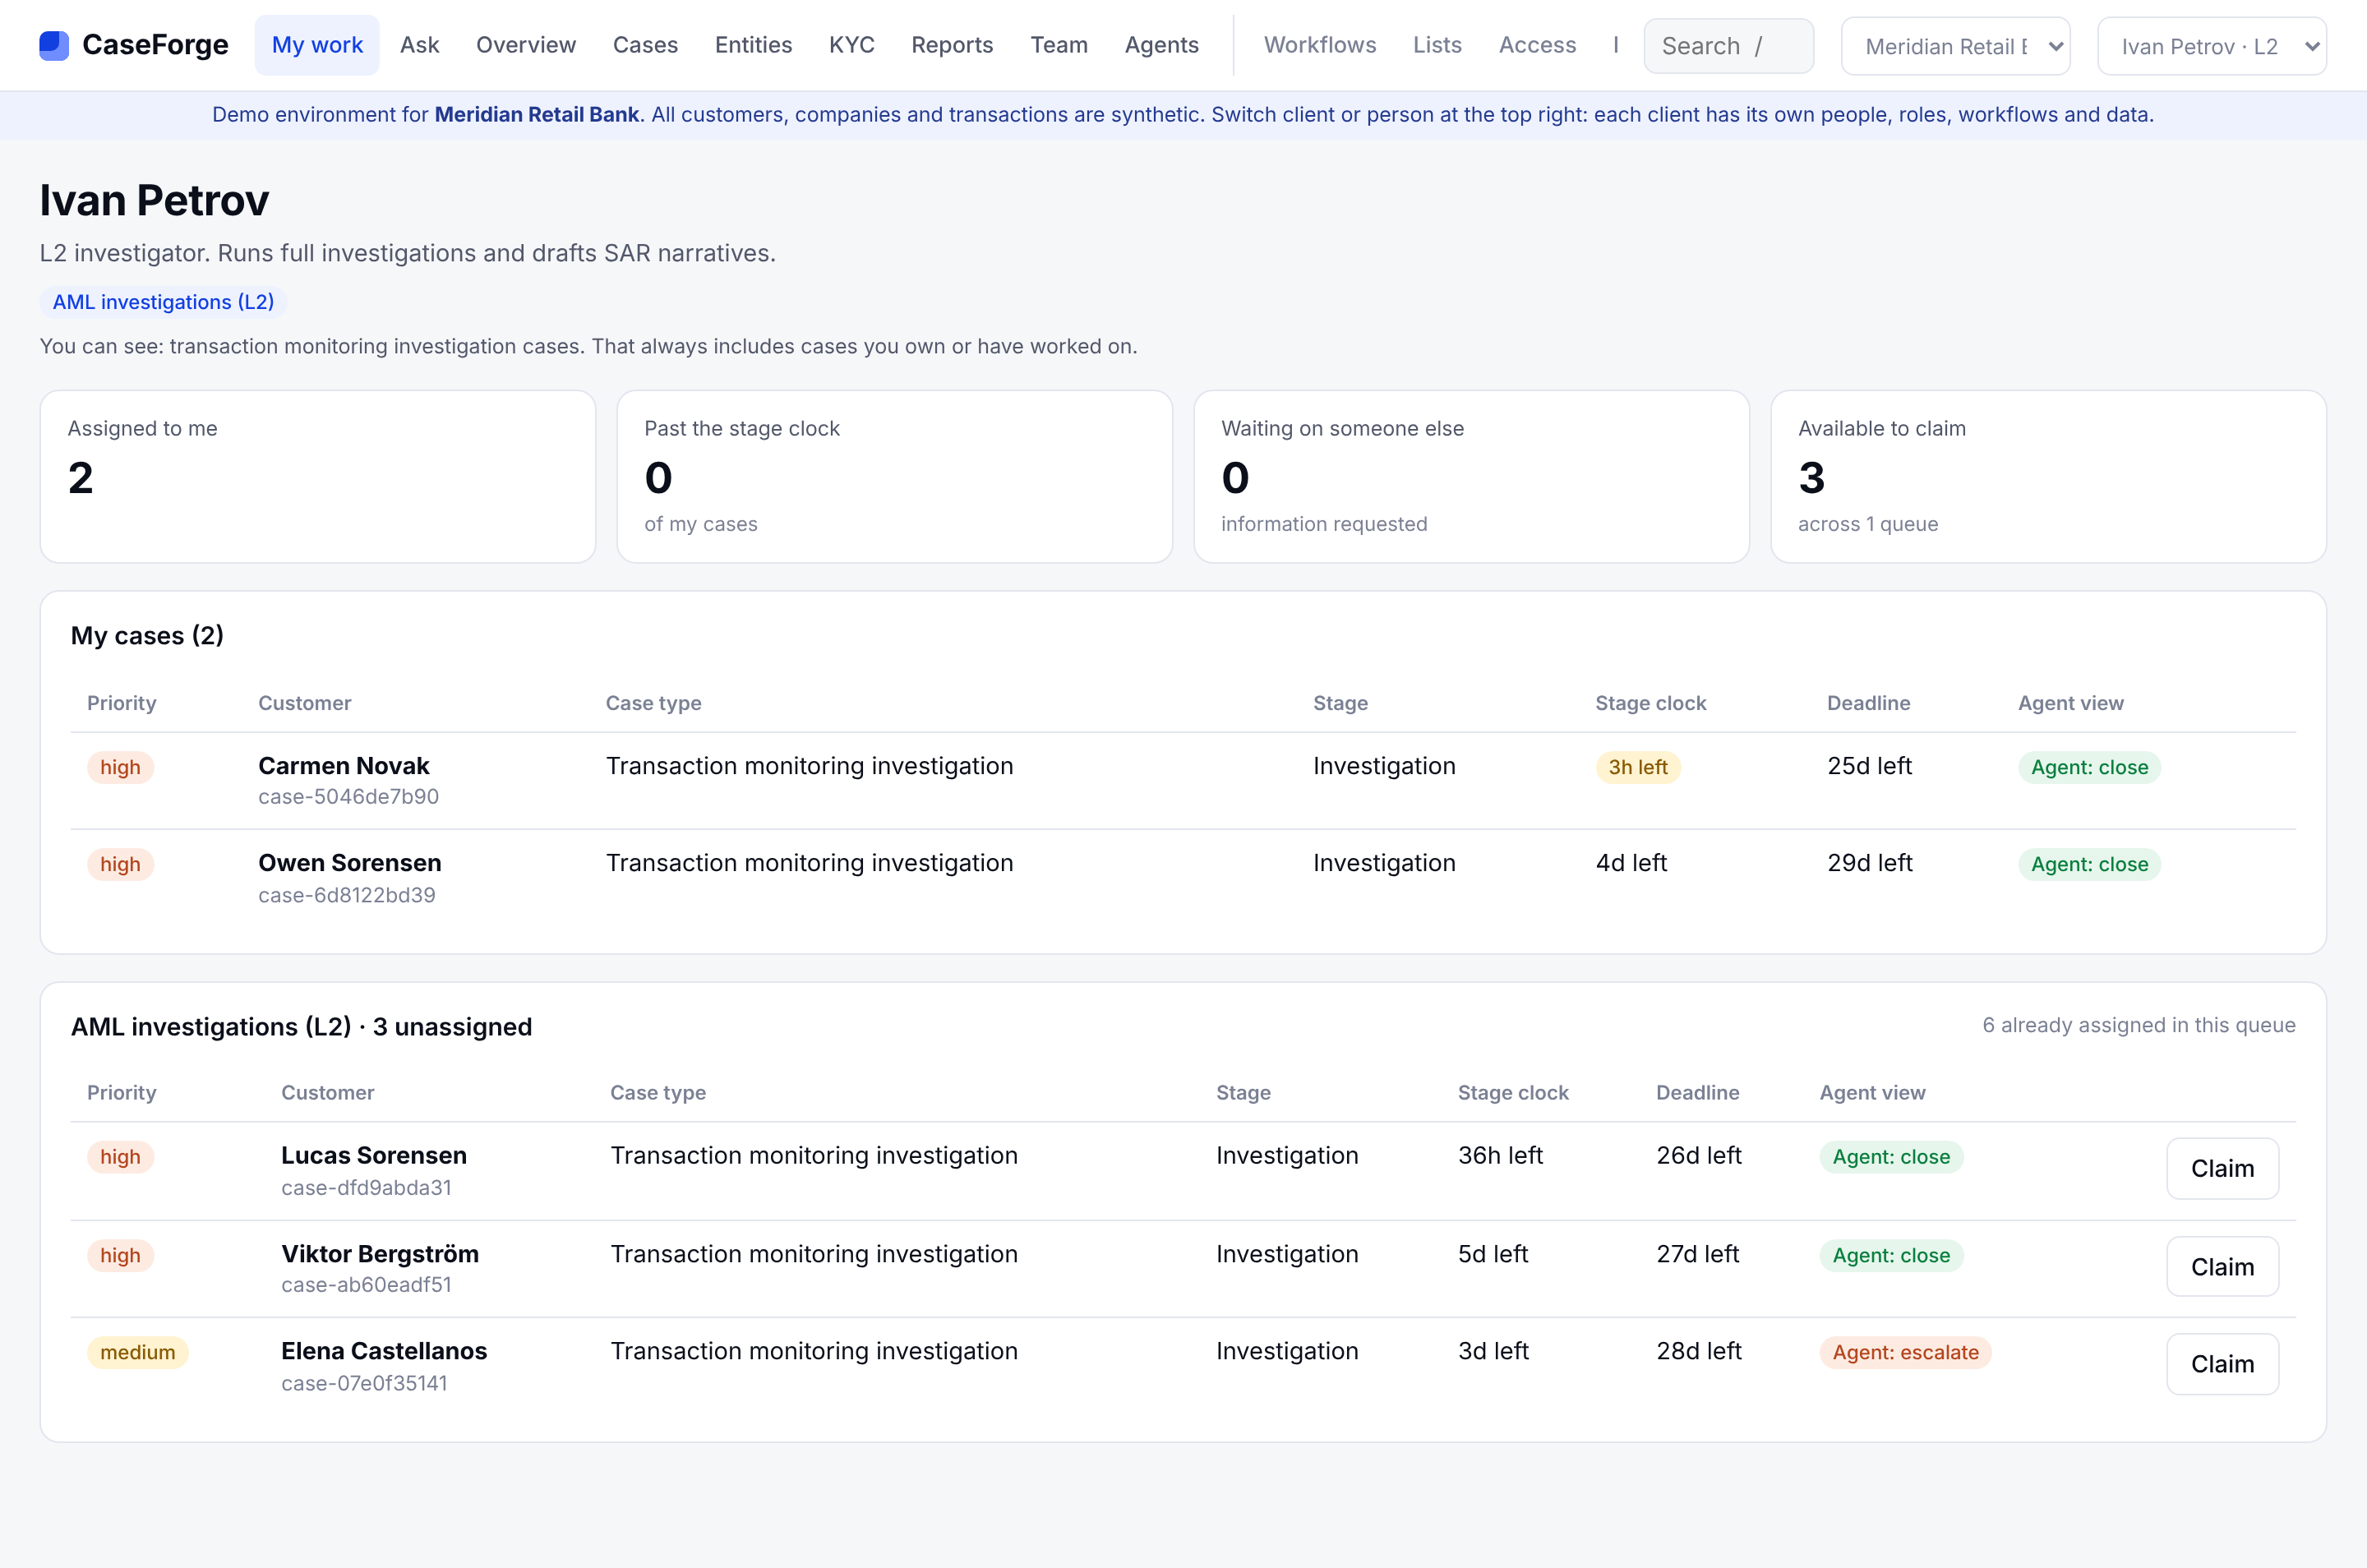 CaseForge My work Ask Overview Cases Entities KYC Reports Team Agents Workflows Lists Access Search / Meridian Retail Ivan Petrov · L2
Demo environment for Meridian Retail Bank. All customers, companies and transactions are synthetic. Switch client or person at the top right: each client has its own people, roles, workflows and data.
Ivan Petrov
L2 investigator. Runs full investigations and drafts SAR narratives.
AML investigations (L2)
You can see: transaction monitoring investigation cases. That always includes cases you own or have worked on.
Assigned to me
2
Past the stage clock
0
of my cases
Waiting on someone else
0
information requested
Available to claim
3
across 1 queue
My cases (2)
Priority Customer Case type Stage Stage clock Deadline Agent view
high Carmen Novak Transaction monitoring investigation Investigation 3h left 25d left Agent: close
case-5046de7b90
high Owen Sorensen Transaction monitoring investigation Investigation 4d left 29d left Agent: close
case-6d8122bd39
AML investigations (L2) · 3 unassigned 6 already assigned in this queue
Priority Customer Case type Stage Stage clock Deadline Agent view
high Lucas Sorensen Transaction monitoring investigation Investigation 36h left 26d left Agent: close Claim
case-dfd9abda31
high Viktor Bergström Transaction monitoring investigation Investigation 5d left 27d left Agent: close Claim
case-ab60eadf51
medium Elena Castellanos Transaction monitoring investigation Investigation 3d left 28d left Agent: escalate Claim
case-07e0f35141